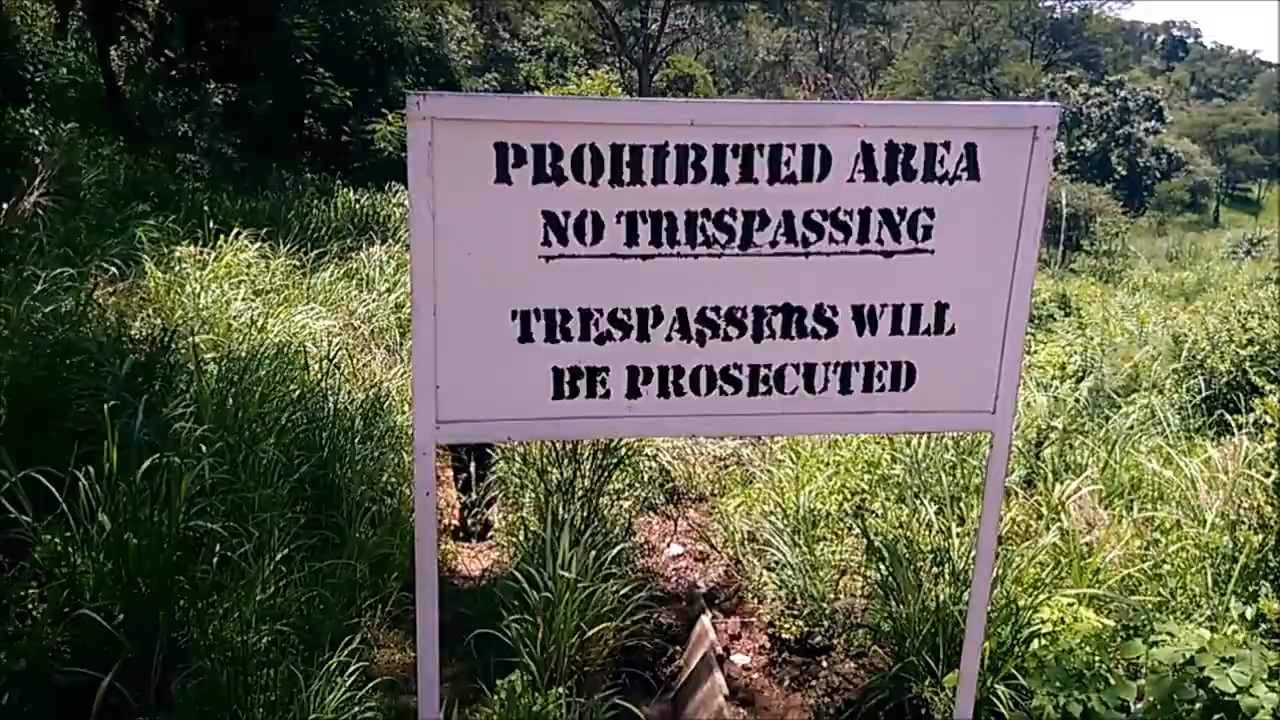 PROHIBITED AREA
NO TRESPASSING
TRESPASSERS WILL
BE PROSECUTED